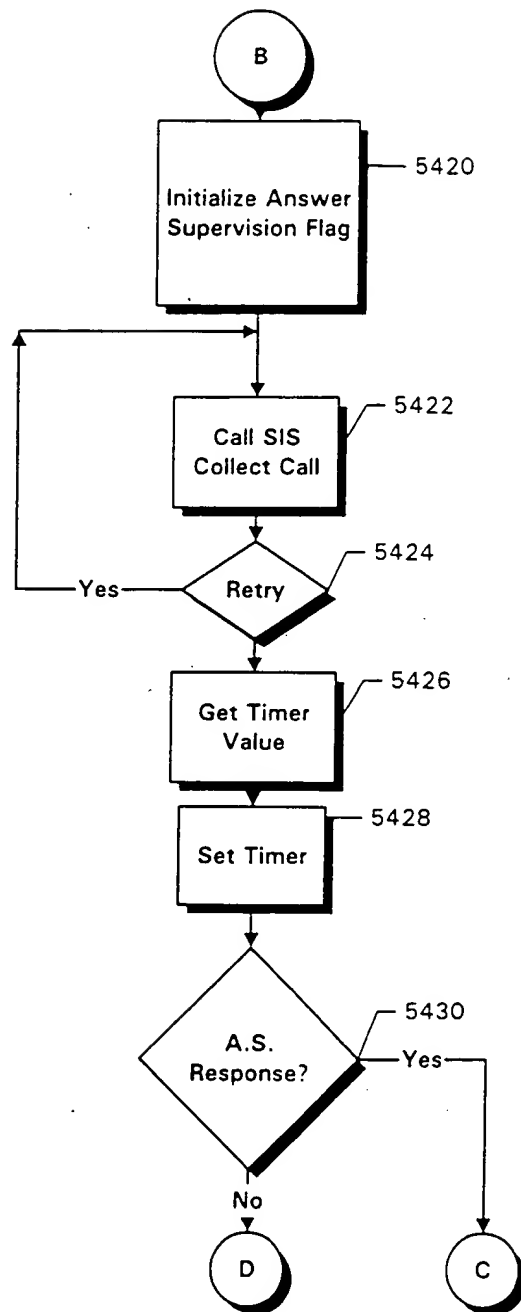 B
Initialize Answer
Supervision Flag
5420
Call SIS
Collect Call
5422
Retry
5424
Yes
Get Timer
Value
5426
Set Timer
5428
A.S.
Response?
5430
Yes
No
D
C